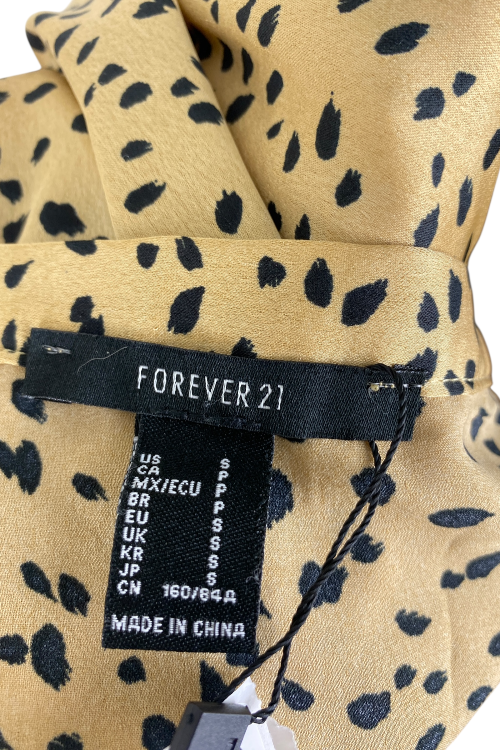 FOREVER 21
US S
CA P
MX/ECU P
BR P
EU S
UK S
KR S
JP S
CN 160/84A
MADE IN CHINA